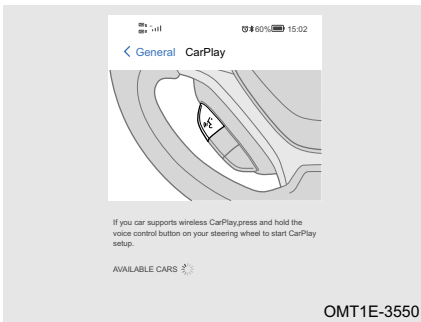 60% 15:02
General CarPlay
If you car supports wireless CarPlay,press and hold the
voice control button on your steering wheel to start CarPlay
setup.
AVAILABLE CARS
OMT1E-3550